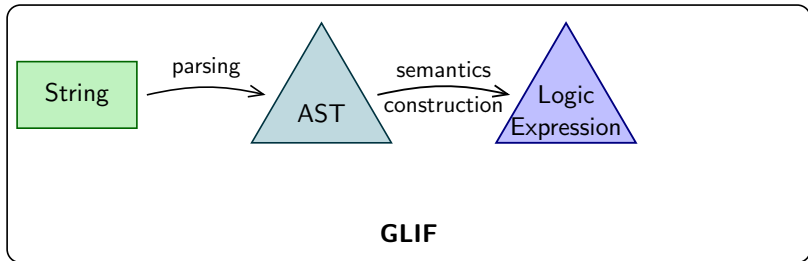 String
parsing
AST
semantics
construction
Logic
Expression
GLIF